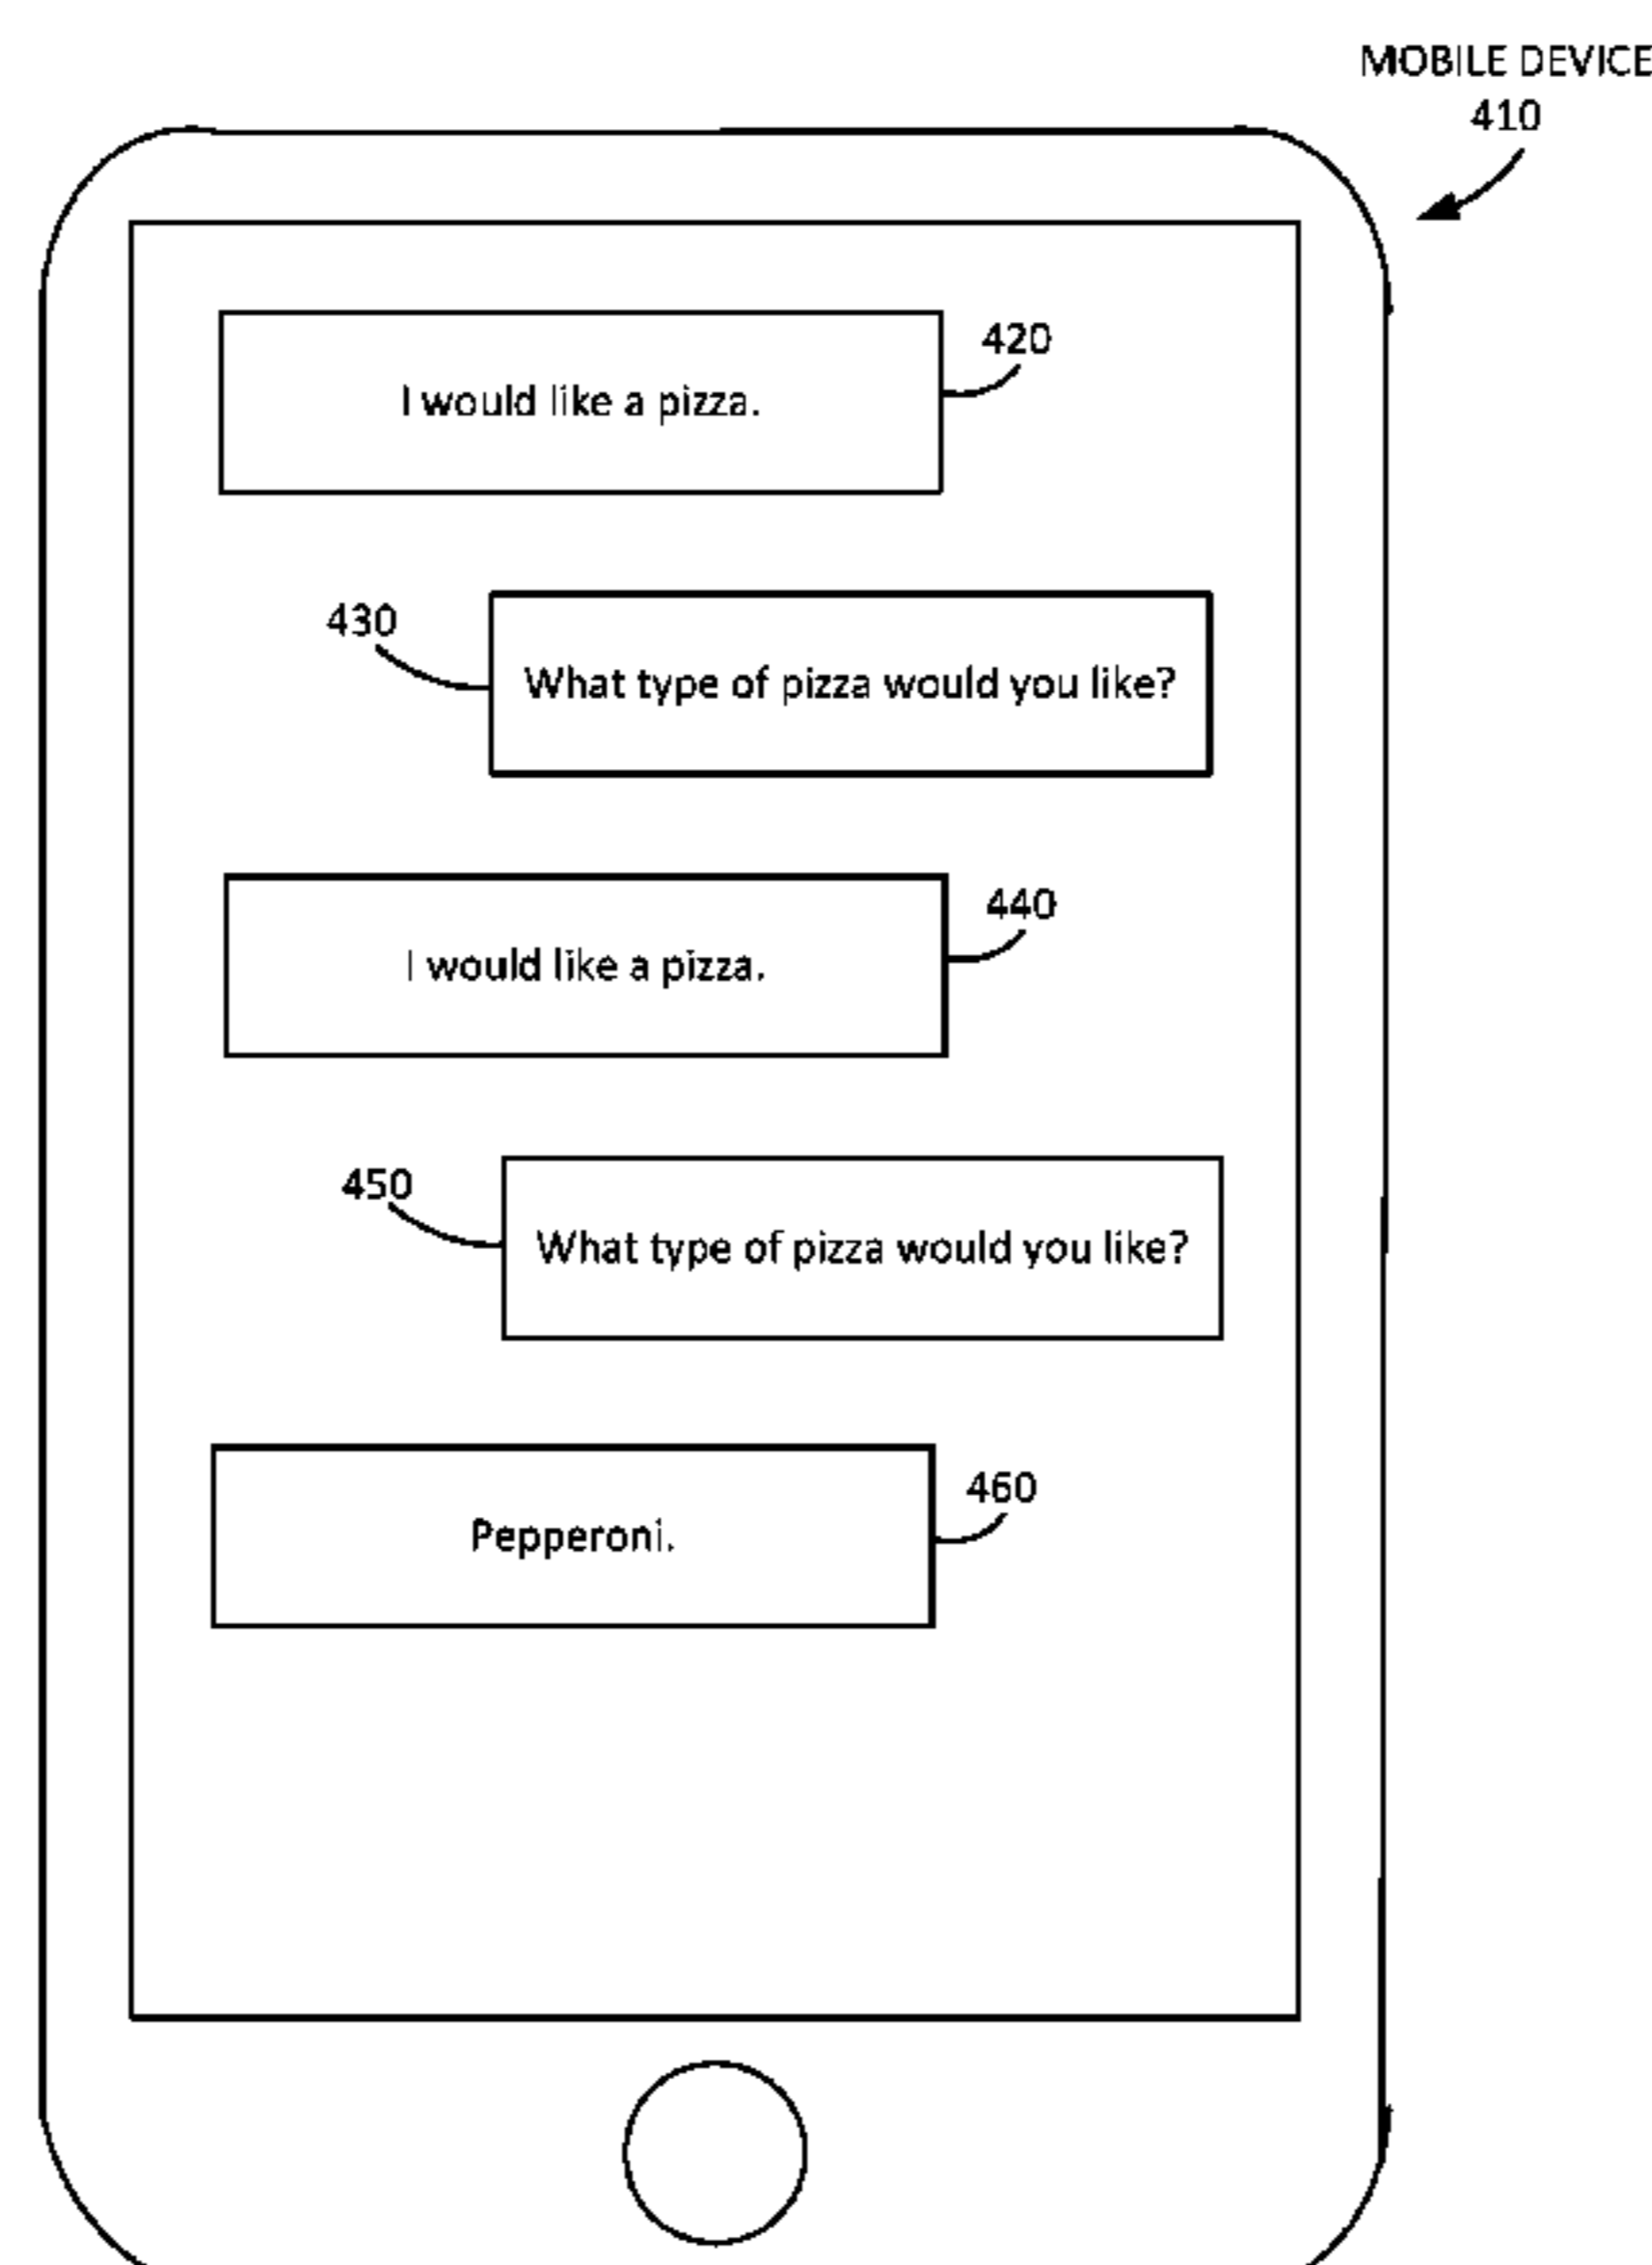 MOBILE DEVICE
410
I would like a pizza.
420
430
What type of pizza would you like?
I would like a pizza.
440
450
What type of pizza would you like?
Pepperoni.
460